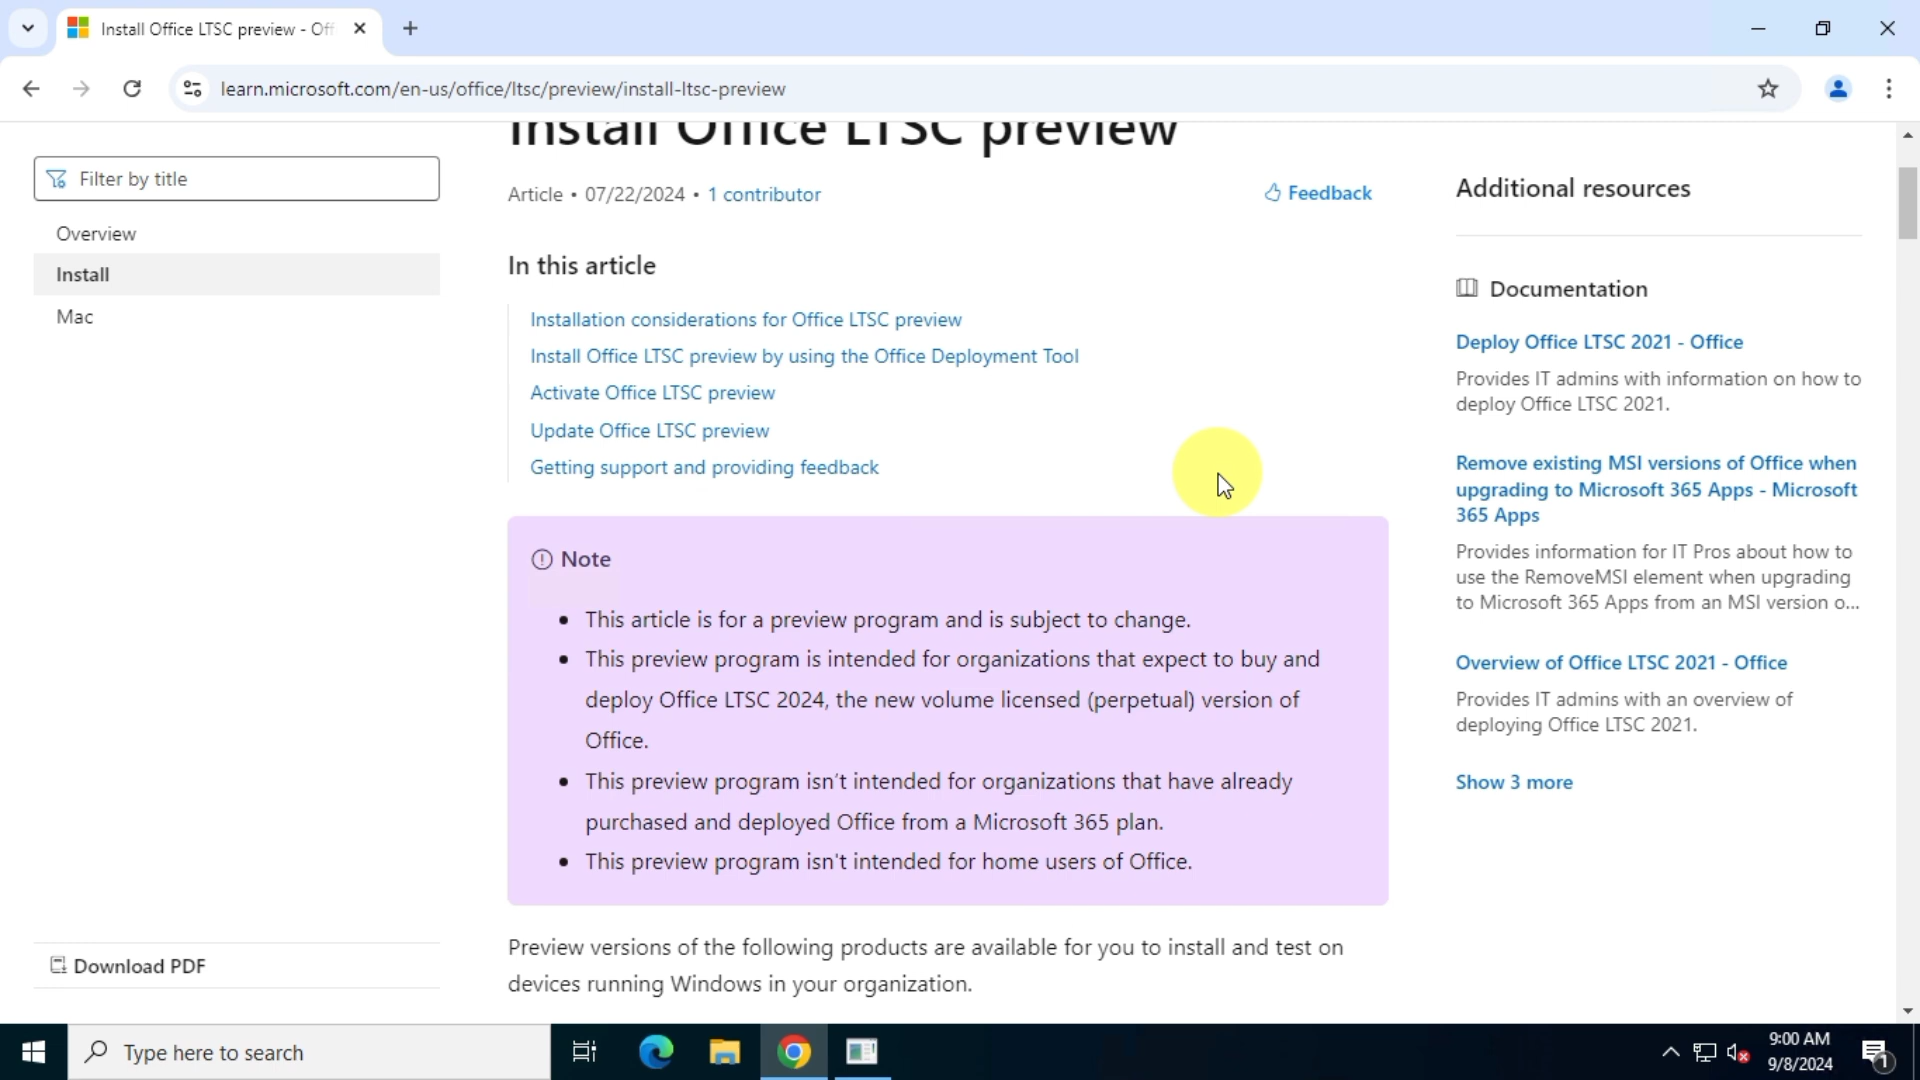 Install Office LTSC preview - Off
learn.microsoft.com/en-us/office/ltsc/preview/install-ltsc-preview
Install Office LTSC preview
Filter by title
Overview
Install
Mac
Download PDF
Article • 07/22/2024 • 1 contributor
Feedback
In this article
Installation considerations for Office LTSC preview
Install Office LTSC preview by using the Office Deployment Tool
Activate Office LTSC preview
Update Office LTSC preview
Getting support and providing feedback
Note
• This article is for a preview program and is subject to change.
• This preview program is intended for organizations that expect to buy and
deploy Office LTSC 2024, the new volume licensed (perpetual) version of
Office.
• This preview program isn't intended for organizations that have already
purchased and deployed Office from a Microsoft 365 plan.
• This preview program isn't intended for home users of Office.
Preview versions of the following products are available for you to install and test on
devices running Windows in your organization.
Additional resources
Documentation
Deploy Office LTSC 2021 - Office
Provides IT admins with information on how to
deploy Office LTSC 2021.
Remove existing MSI versions of Office when
upgrading to Microsoft 365 Apps - Microsoft
365 Apps
Provides information for IT Pros about how to
use the RemoveMSI element when upgrading
to Microsoft 365 Apps from an MSI version o...
Overview of Office LTSC 2021 - Office
Provides IT admins with an overview of
deploying Office LTSC 2021.
Show 3 more
Type here to search
9:00 AM
9/8/2024
1